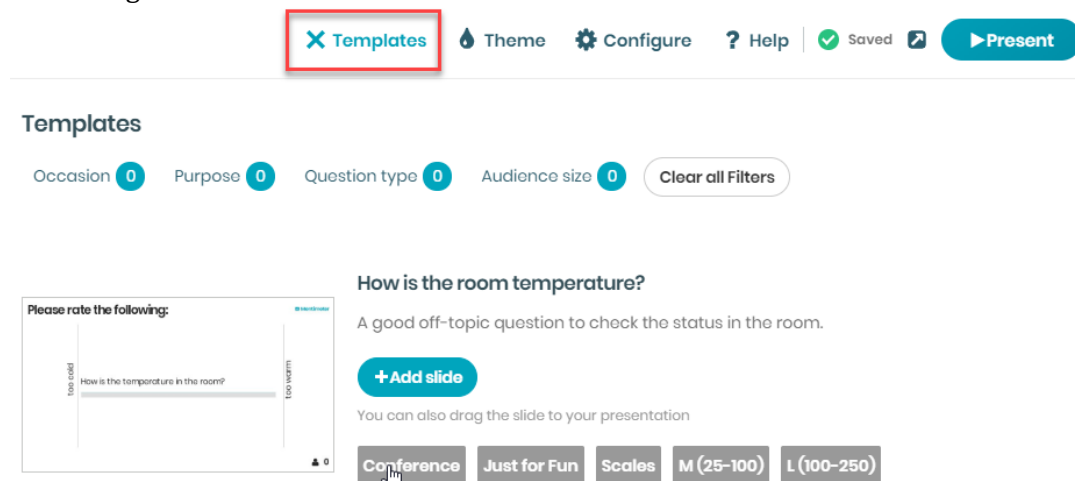 Templates Theme Configure ? Help Saved Present
Templates
Occasion 0 Purpose 0 Question type 0 Audience size 0 Clear all Filters
How is the room temperature?
A good off-topic question to check the status in the room.
+Add slide
You can also drag the slide to your presentation
Conference Just for Fun Scales M (25-100) L (100-250)
Please rate the following:
Mentimeter
too cold
How is the temperature in the room?
too warm
0